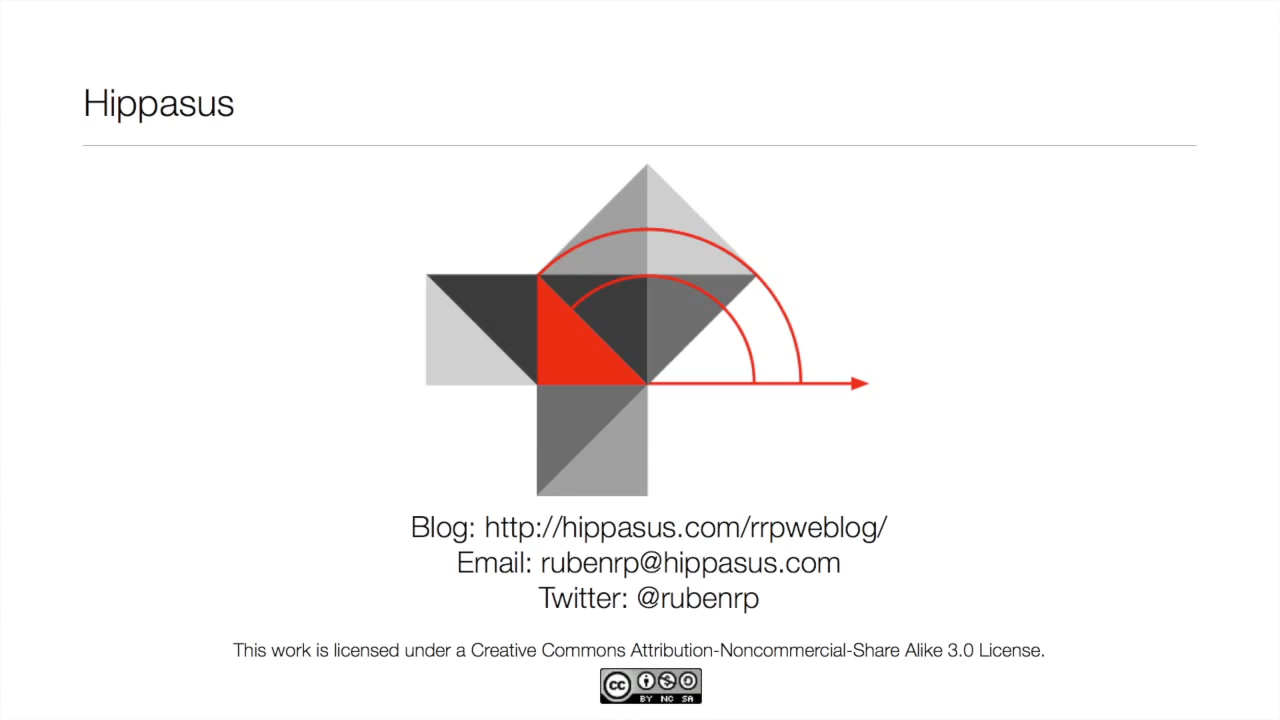 Hippasus
Blog: http://hippasus.com/rrpweblog/
Email: rubenrp@hippasus.com
Twitter: @rubenrp
This work is licensed under a Creative Commons Attribution-Noncommercial-Share Alike 3.0 License.
cc
BY NC SA